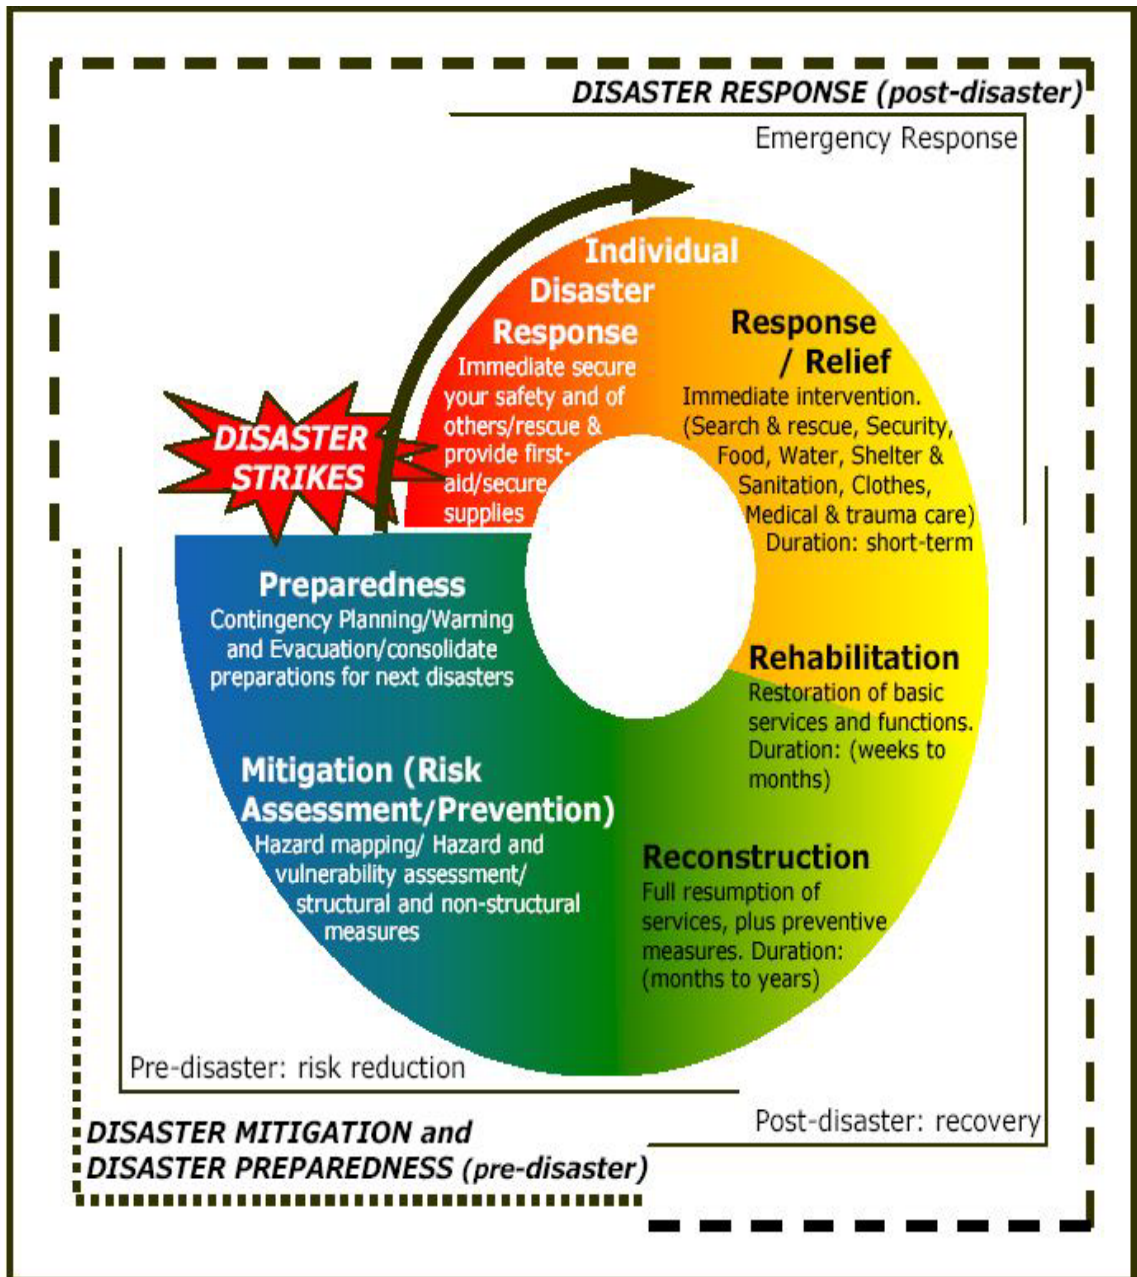 DISASTER RESPONSE (post-disaster)
Emergency Response
Individual
Disaster
Response
Immediate secure
your safety and of
others/rescue &
provide first-
aid/secure
supplies
Response
/ Relief
Immediate intervention.
(Search & rescue, Security,
Food, Water, Shelter &
Sanitation, Clothes,
Medical & trauma care)
Duration: short-term
DISASTER
STRIKES
Preparedness
Contingency Planning/Warning
and Evacuation/consolidate
preparations for next disasters
Rehabilitation
Restoration of basic
services and functions.
Duration: (weeks to
months)
Mitigation (Risk
Assessment/Prevention)
Hazard mapping/ Hazard and
vulnerability assessment/
structural and non-structural
measures
Reconstruction
Full resumption of
services, plus preventive
measures. Duration:
(months to years)
Pre-disaster: risk reduction
Post-disaster: recovery
DISASTER MITIGATION and
DISASTER PREPAREDNESS (pre-disaster)